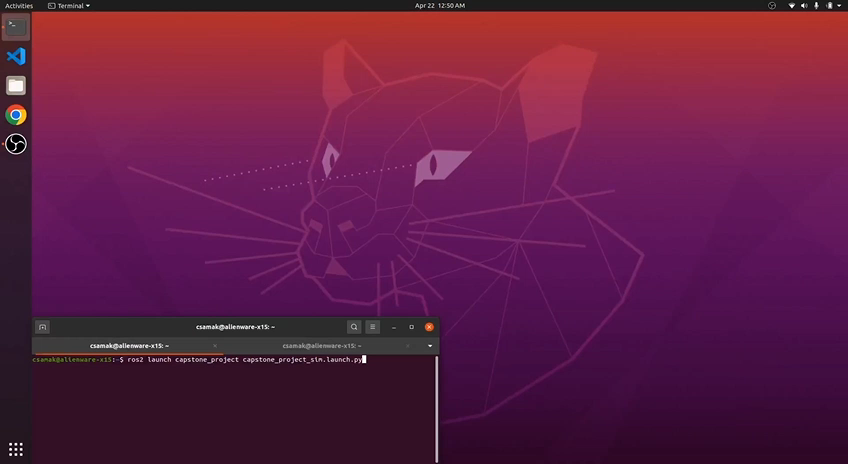 Activities
Terminal
Apr 22 12:50 AM
csamak@alienware-x15: ~
csamak@alienware-x15: ~
csamak@alienware-x15: ~
csamak@alienware-x15:~$ ros2 launch capstone_project capstone_project_sim.launch.py